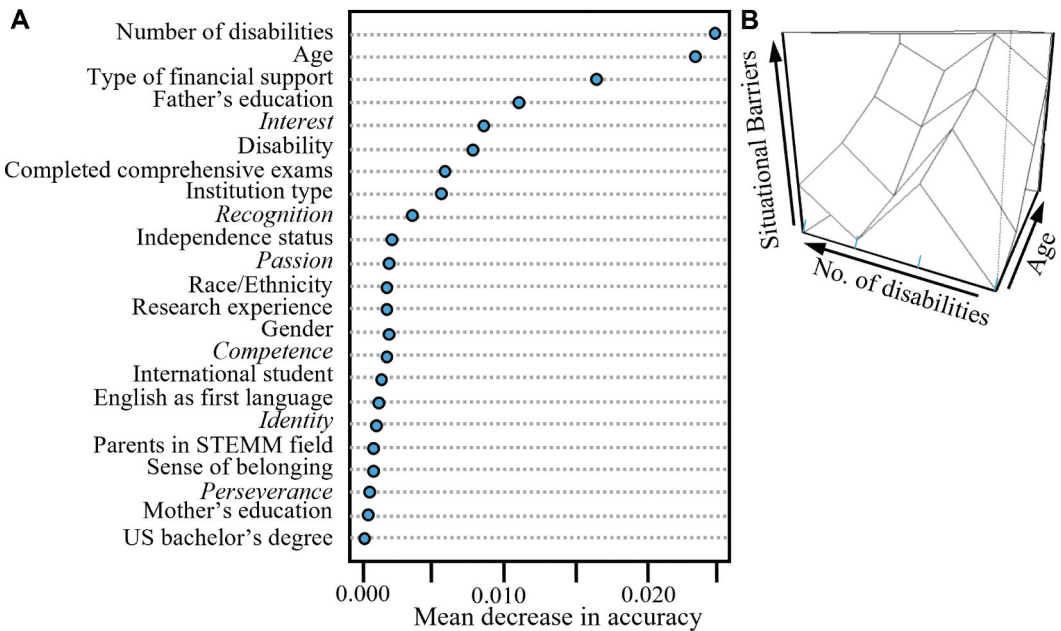 A
Number of disabilities
Age
Type of financial support
Father’s education
Interest
Disability
Completed comprehensive exams
Institution type
Recognition
Independence status
Passion
Race/Ethnicity
Research experience
Gender
Competence
International student
English as first language
Identity
Parents in STEMM field
Sense of belonging
Perseverance
Mother’s education
US bachelor’s degree
0.000 0.010 0.020
Mean decrease in accuracy
B
Situational Barriers
No. of disabilities
Age